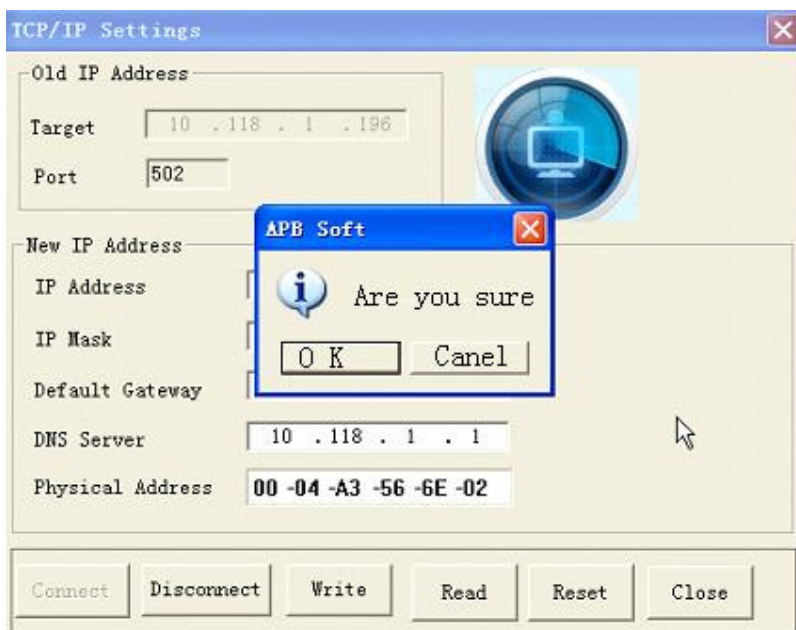 TCP/IP Settings
Old IP Address
Target 10 . 118 . 1 . 196
Port 502
APB Soft
Are you sure
O K Canel
New IP Address
IP Address
IP Mask
Default Gateway
DNS Server 10 . 118 . 1 . 1
Physical Address 00 -04 -A3 -56 -6E -02
Connect Disconnect Write Read Reset Close